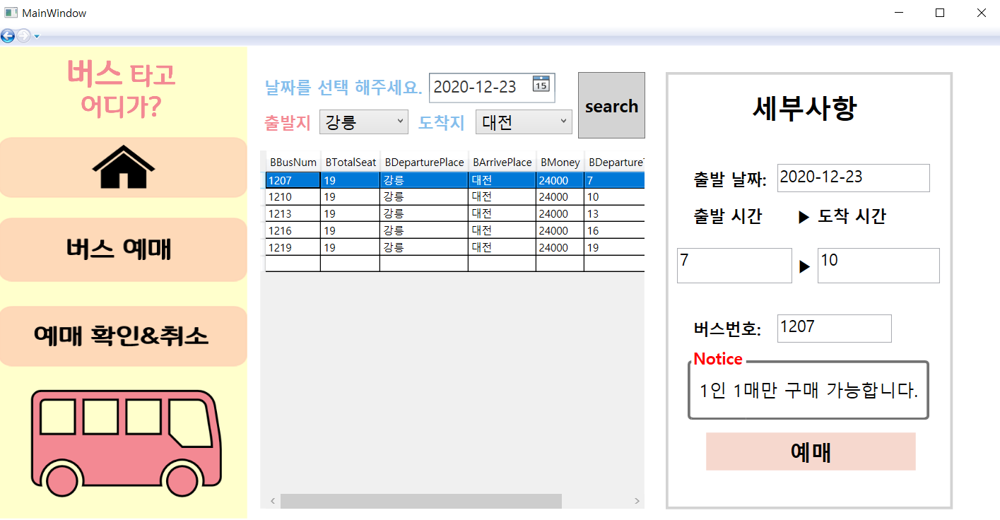 MainWindow
버스 타고
어디가?
버스 예매
예매 확인&취소
날짜를 선택 해주세요. 2020-12-23 15
출발지 강릉 도착지 대전
search
BBusNum BTotalSeat BDeparturePlace BArrivePlace BMoney BDeparture
1207 19 강릉 대전 24000 7
1210 19 강릉 대전 24000 10
1213 19 강릉 대전 24000 13
1216 19 강릉 대전 24000 16
1219 19 강릉 대전 24000 19
세부사항
출발 날짜: 2020-12-23
출발 시간 ▶ 도착 시간
7 ▶ 10
버스번호: 1207
Notice
1인 1매만 구매 가능합니다.
예매